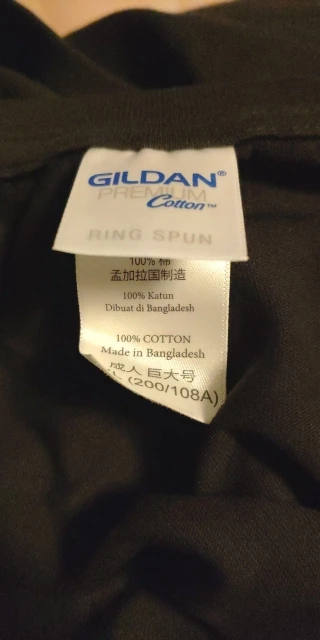 GILDAN®
PREMIUM
Cotton™
RING SPUN
100% 棉
孟加拉国制造
100% Katun
Dibuat di Bangladesh
100% COTTON
Made in Bangladesh
成人 巨大号
(200/108A)